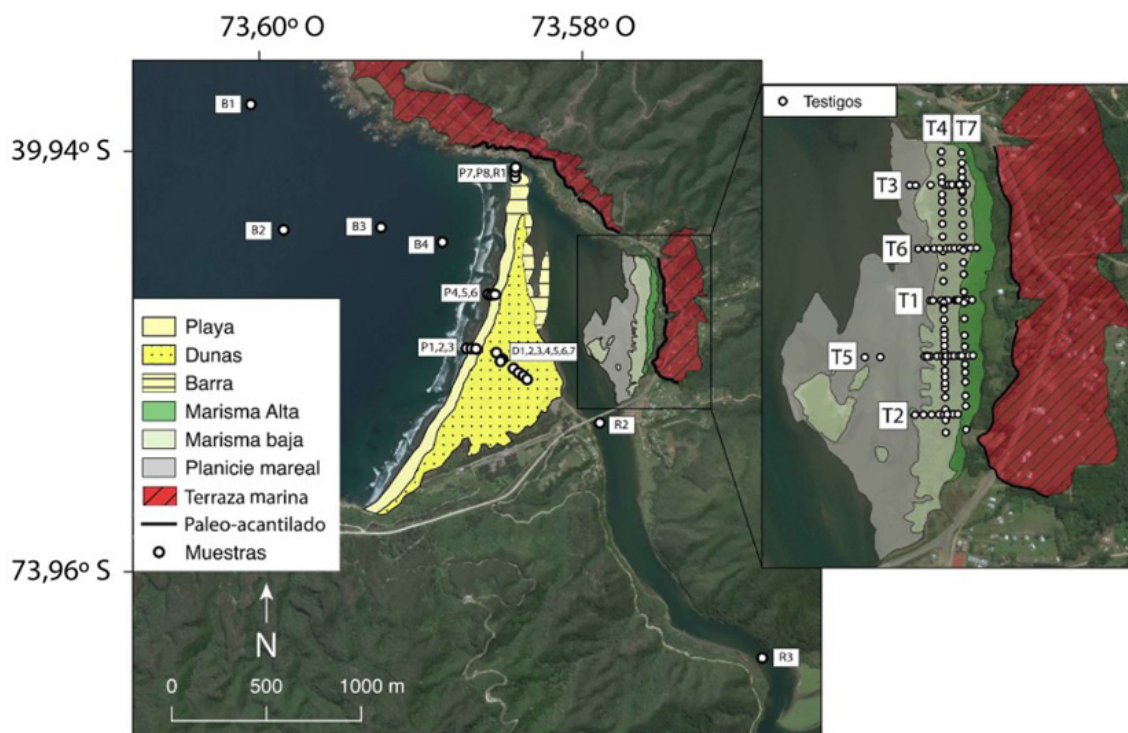 73,60º O
73,58º O
39,94º S
73,96º S
B1
B2
B3
B4
P7,P8,R1
P4,5,6
P1,2,3
D1,2,3,4,5,6,7
R2
R3
Playa
Dunas
Barra
Marisma Alta
Marisma baja
Planicie mareal
Terraza marina
Paleo-acantilado
Muestras
N
0 500 1000 m
Testigos
T4 T7
T3
T6
T1
T5
T2